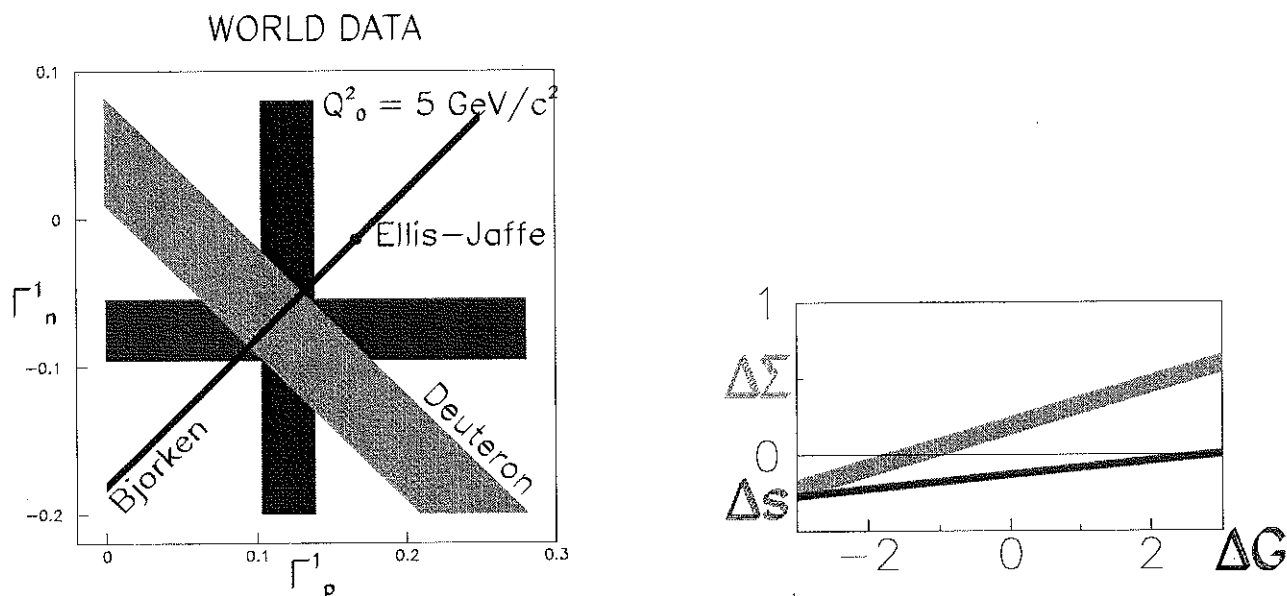 WORLD DATA
0.1
Q²₀ = 5 GeV/c²
0
Ellis-Jaffe
Γ¹ₙ
-0.1
Bjorken
Deuteron
-0.2
0
0.1
0.2
0.3
Γ¹ₚ
1
ΔΣ
0
Δs
-2
0
2
ΔG